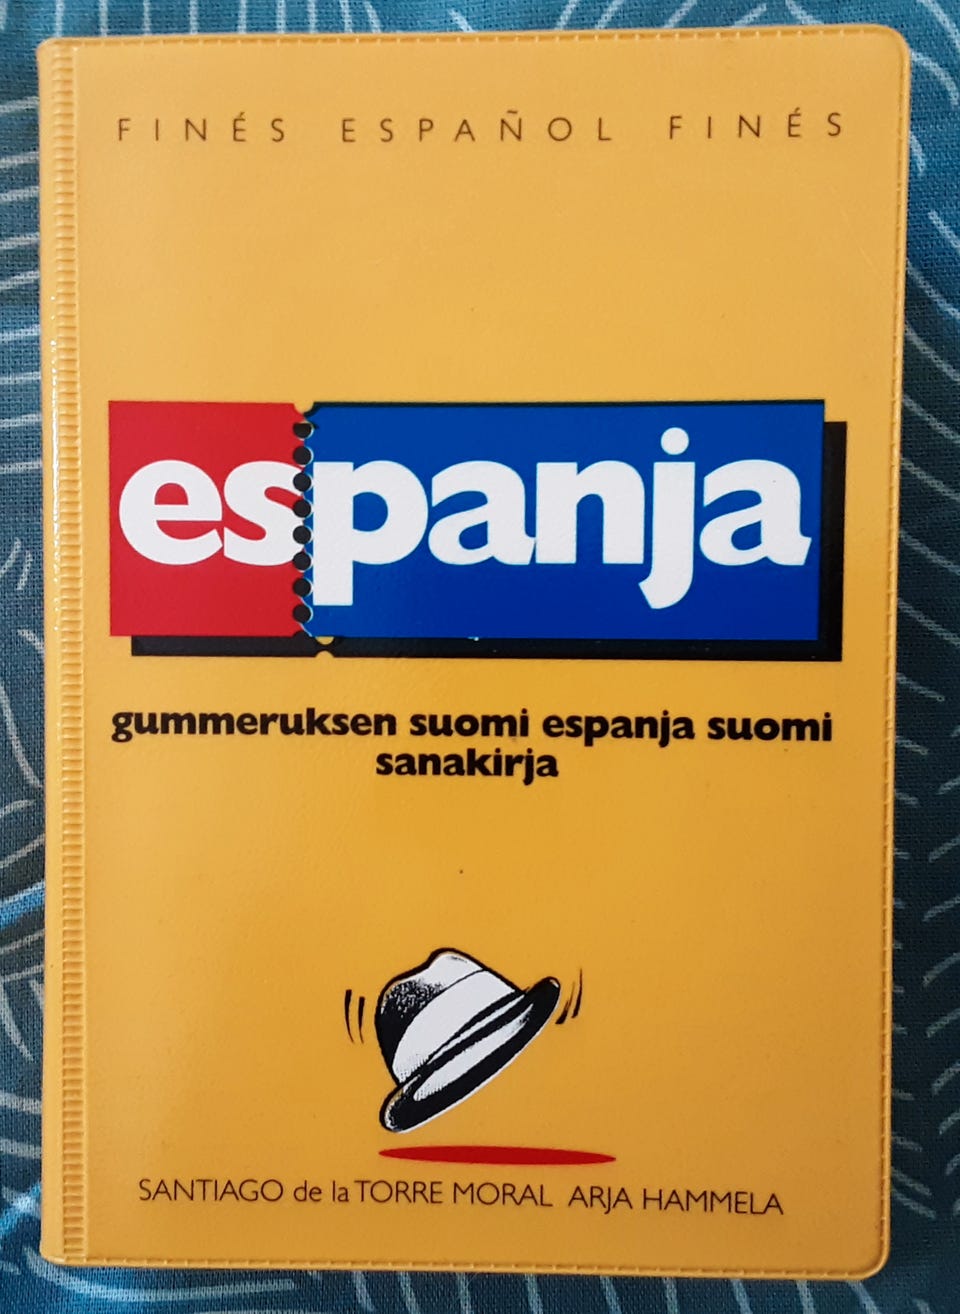 FINÉS ESPAÑOL FINÉS
espanja
gummeruksen suomi espanja suomi
sanakirja
SANTIAGO de la TORRE MORAL ARJA HAMMELA